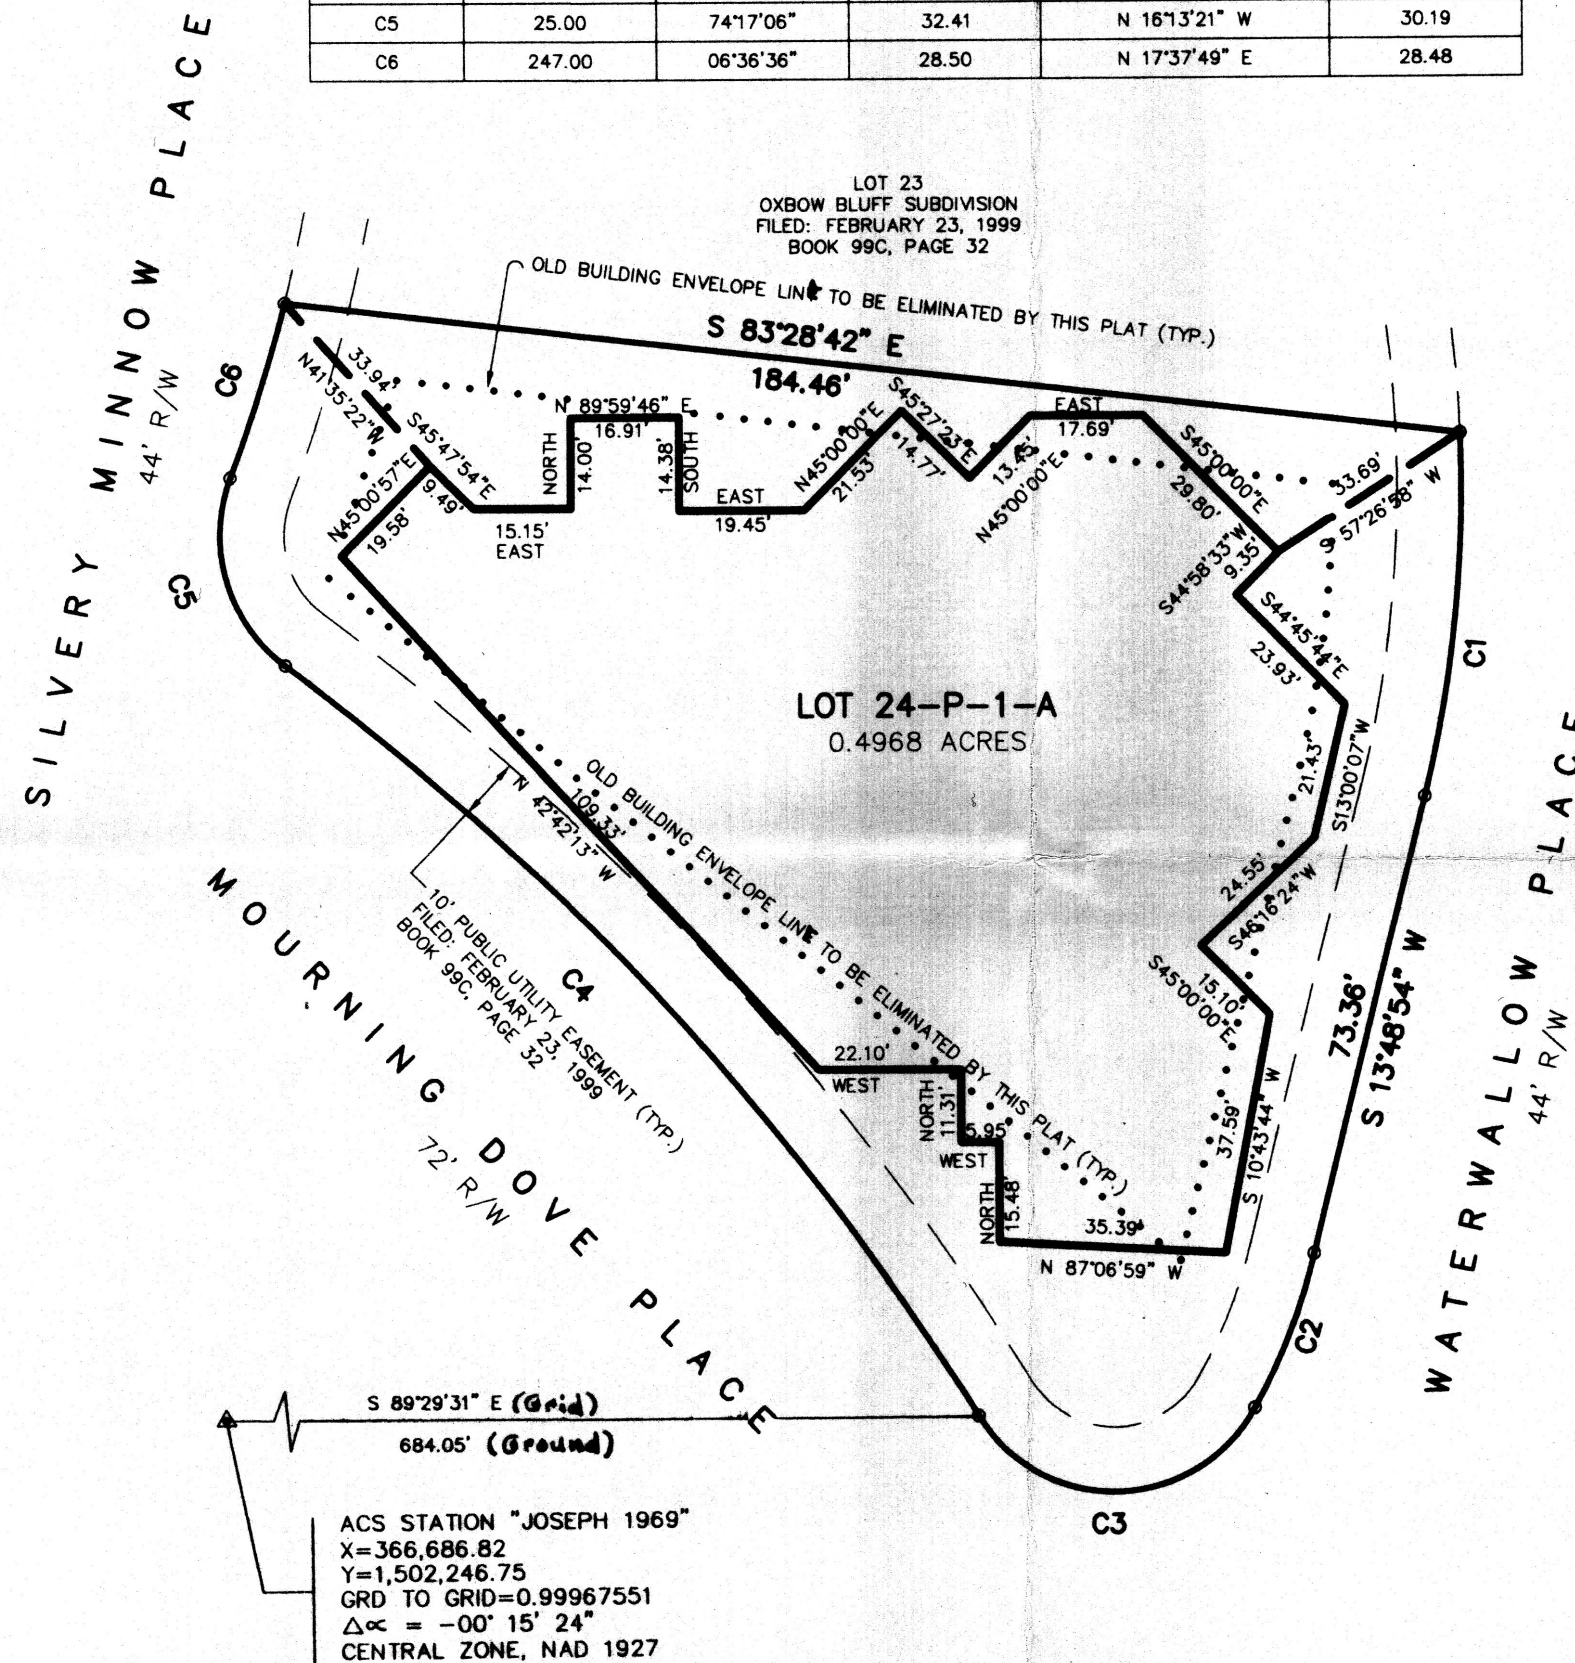 C5 25.00 74°17'06" 32.41 N 16°13'21" W 30.19
C6 247.00 06°36'36" 28.50 N 17°37'49" E 28.48
LOT 23
OXBOW BLUFF SUBDIVISION
FILED: FEBRUARY 23, 1999
BOOK 99C, PAGE 32
OLD BUILDING ENVELOPE LINE TO BE ELIMINATED BY THIS PLAT (TYP.)
S 83°28'42" E
184.46'
SILVERY MINNOW PLACE
44' R/W
C6
33.94'
N41°35'22"W
S45°47'54"E
9.49'
N45°00'57"E
19.58'
15.15'
EAST
NORTH
14.00'
N 89°59'46" E
16.91'
14.38'
SOUTH
EAST
19.45'
N45°00'00"E
21.53'
S45°27'23"E
14.77'
13.45'
N45°00'00"E
EAST
17.69'
S45°00'00"E
29.80'
33.69'
S 57°26'58" W
S44°58'33"W
9.35'
S44°45'44"E
23.93'
C5
C1
LOT 24-P-1-A
0.4968 ACRES
21.43'
S13°00'07"W
24.55'
S46°16'24"W
15.10'
S45°00'00"E
37.59'
S 10°43'44" W
73.36'
S 13°48'54" W
WATERWALLOW PLACE
44' R/W
OLD BUILDING ENVELOPE LINE TO BE ELIMINATED BY THIS PLAT (TYP.)
109.33'
N 42°42'13" W
10' PUBLIC UTILITY EASEMENT (TYP.)
FILED: FEBRUARY 23, 1999
BOOK 99C, PAGE 32
C4
MOURNING DOVE PLACE
72' R/W
22.10'
WEST
NORTH
11.31'
5.95'
WEST
NORTH
15.48'
35.39'
N 87°06'59" W
C2
C3
S 89°29'31" E (Grid)
684.05' (Ground)
ACS STATION "JOSEPH 1969"
X=366,686.82
Y=1,502,246.75
GRD TO GRID=0.99967551
Δ∝ = -00° 15' 24"
CENTRAL ZONE, NAD 1927